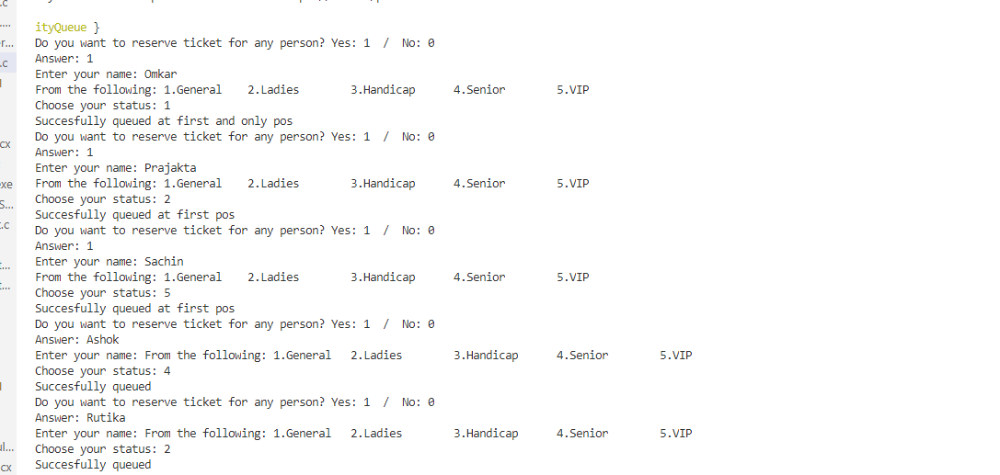 ityQueue }
Do you want to reserve ticket for any person? Yes: 1  /  No: 0
Answer: 1
Enter your name: Omkar
From the following: 1.General    2.Ladies        3.Handicap      4.Senior        5.VIP
Choose your status: 1
Succesfully queued at first and only pos
Do you want to reserve ticket for any person? Yes: 1  /  No: 0
Answer: 1
Enter your name: Prajakta
From the following: 1.General    2.Ladies        3.Handicap      4.Senior        5.VIP
Choose your status: 2
Succesfully queued at first pos
Do you want to reserve ticket for any person? Yes: 1  /  No: 0
Answer: 1
Enter your name: Sachin
From the following: 1.General    2.Ladies        3.Handicap      4.Senior        5.VIP
Choose your status: 5
Succesfully queued at first pos
Do you want to reserve ticket for any person? Yes: 1  /  No: 0
Answer: Ashok
Enter your name: From the following: 1.General   2.Ladies        3.Handicap      4.Senior        5.VIP
Choose your status: 4
Succesfully queued
Do you want to reserve ticket for any person? Yes: 1  /  No: 0
Answer: Rutika
Enter your name: From the following: 1.General   2.Ladies        3.Handicap      4.Senior        5.VIP
Choose your status: 2
Succesfully queued